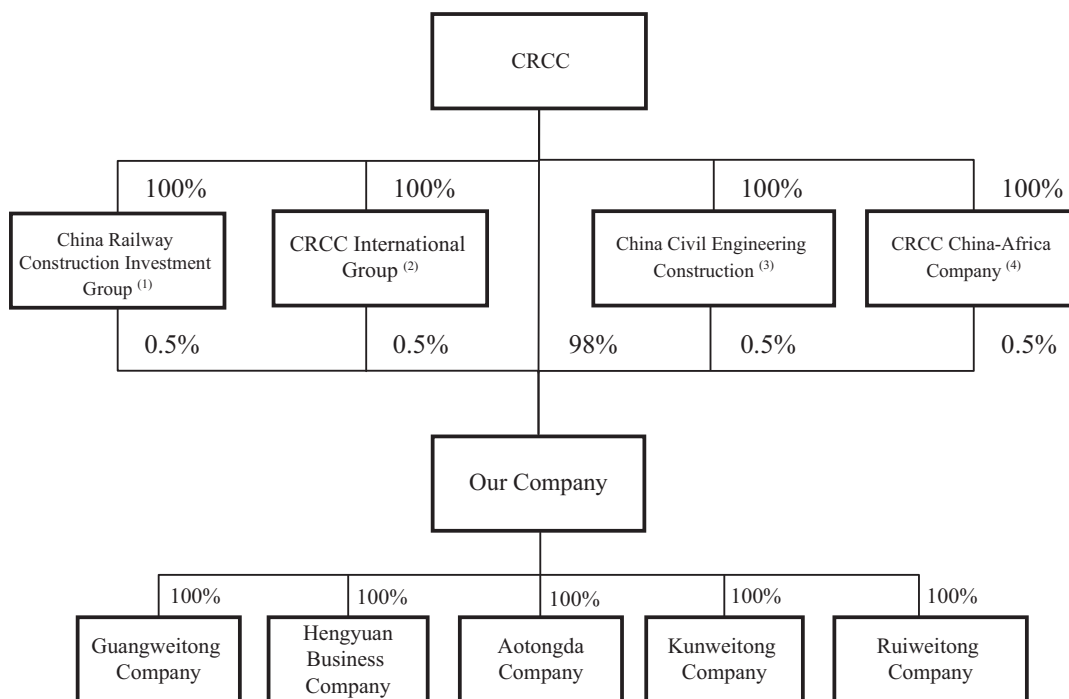 CRCC
100%
100%
100%
100%
China Railway
Construction Investment
Group (1)
CRCC International
Group (2)
China Civil Engineering
Construction (3)
CRCC China-Africa
Company (4)
0.5%
0.5%
98%
0.5%
0.5%
Our Company
100%
100%
100%
100%
100%
Guangweitong
Company
Hengyuan
Business
Company
Aotongda
Company
Kunweitong
Company
Ruiweitong
Company